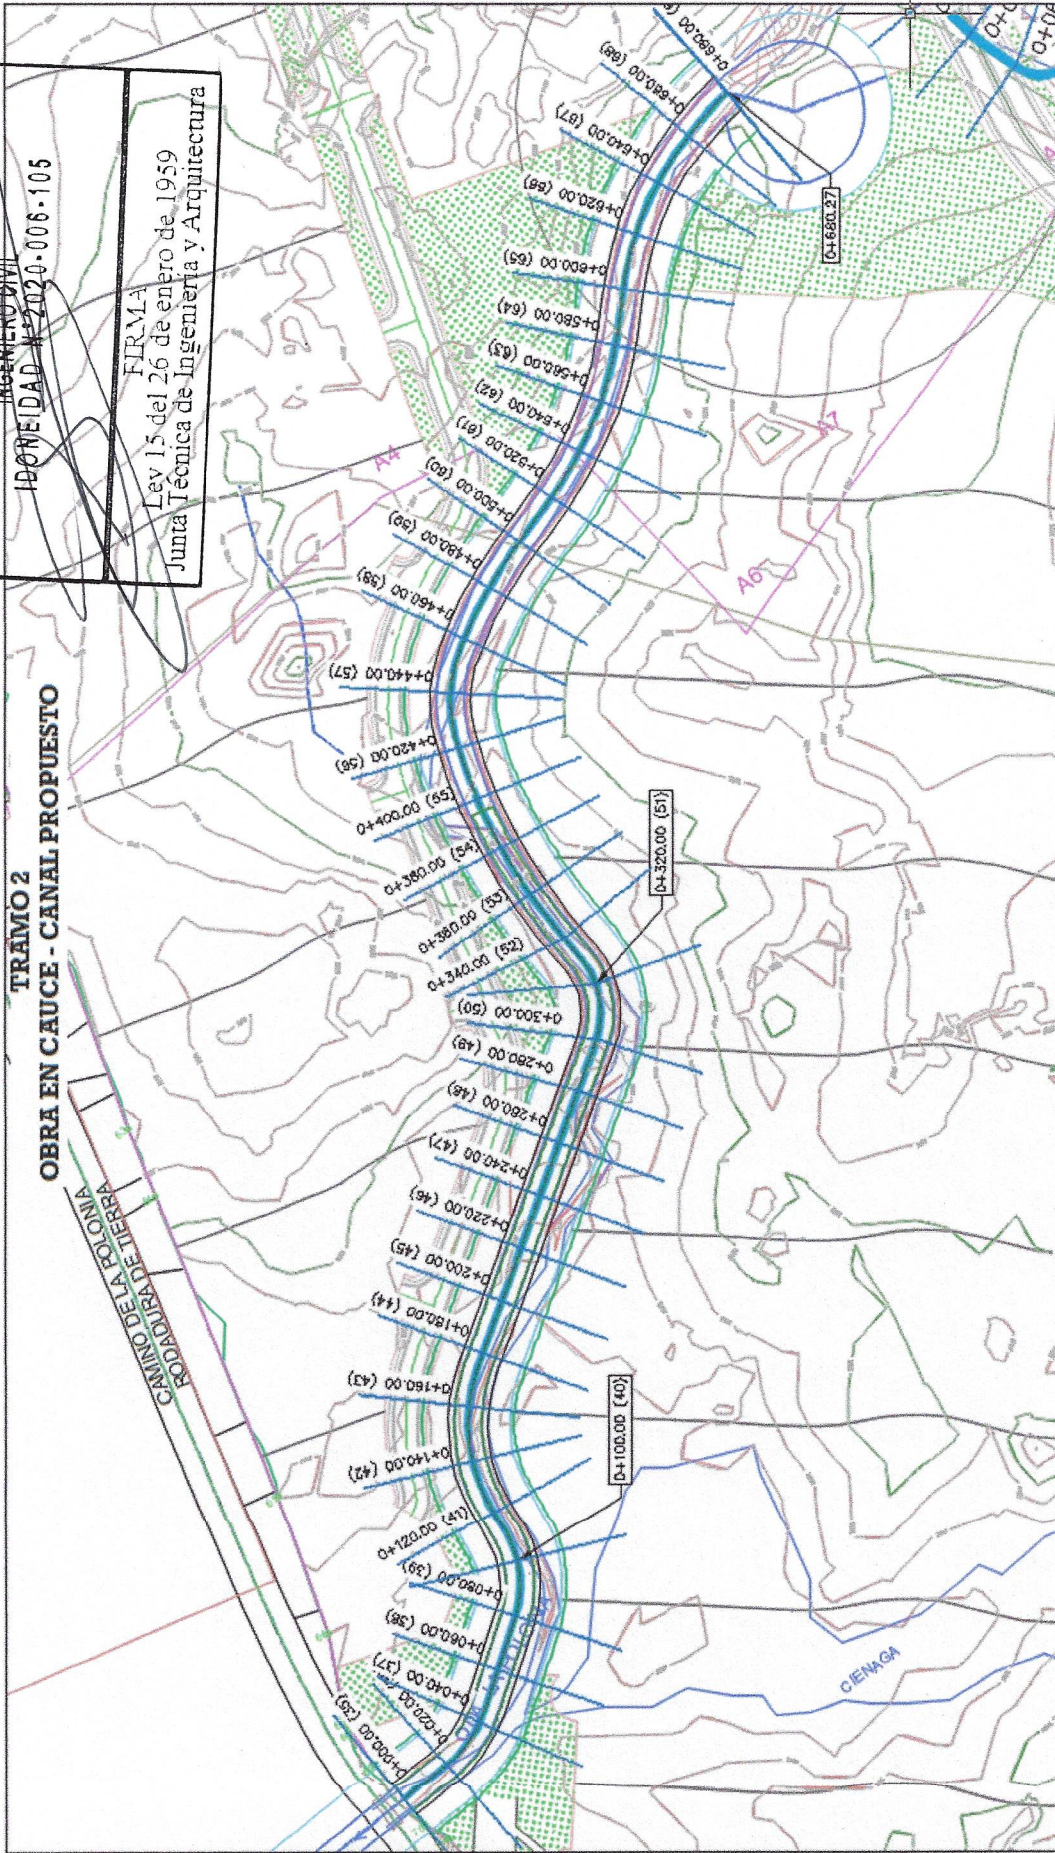 TRAMO 2
OBRA EN CAUCE - CANAL PROPUESTO
INGENIERO CIVIL
IDONEIDAD N° 2020-006-105
FIRMA
Ley 15 del 26 de enero de 1959
Junta Técnica de Ingeniería y Arquitectura
CAMINO DE LA POLONIA
RODADURA DE TIERRA
0+000.00 (35)
0+020.00
0+040.00 (37)
0+060.00 (38)
0+080.00 (39)
0+100.00 (40)
0+120.00 (41)
0+140.00 (42)
0+160.00 (43)
0+180.00 (44)
0+200.00 (45)
0+220.00 (46)
0+240.00 (47)
0+260.00 (48)
0+280.00 (49)
0+300.00 (50)
0+320.00 (51)
0+340.00 (52)
0+360.00 (53)
0+380.00 (54)
0+400.00 (55)
0+420.00 (56)
0+440.00 (57)
0+460.00 (58)
0+480.00 (59)
0+500.00 (60)
0+520.00 (61)
0+540.00 (62)
0+560.00 (63)
0+580.00 (64)
0+600.00 (65)
0+620.00 (66)
0+640.00 (67)
0+660.00 (68)
0+680.00
0+680.27
A4
A6
A7
CIENAGA